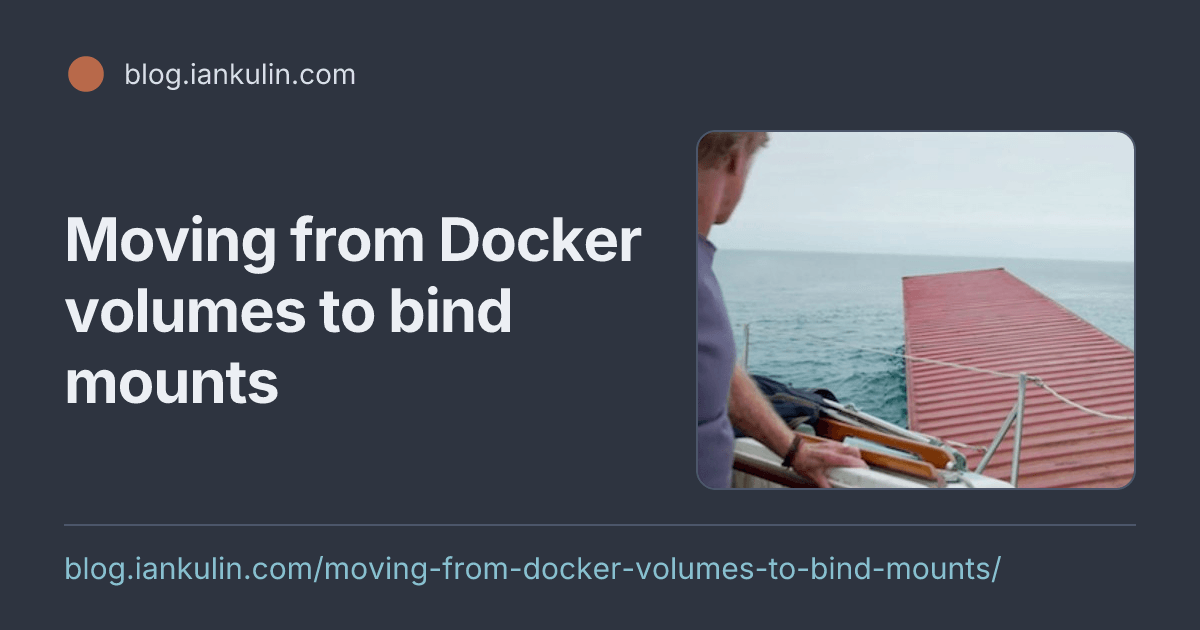 blog.iankulin.com
Moving from Docker
volumes to bind
mounts
blog.iankulin.com/moving-from-docker-volumes-to-bind-mounts/